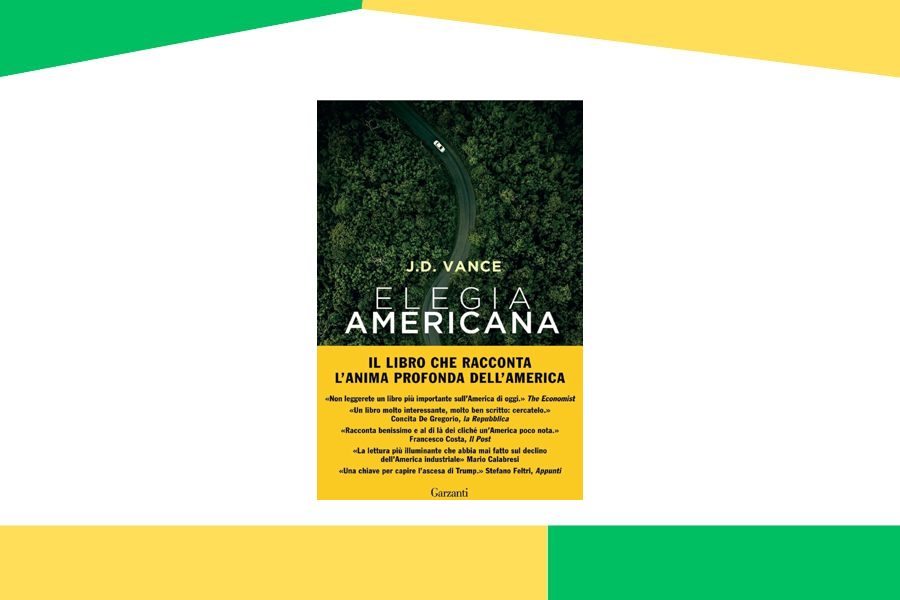 J.D. VANCE
ELEGIA
AMERICANA
IL LIBRO CHE RACCONTA
L'ANIMA PROFONDA DELL'AMERICA
«Non leggerete un libro più importante sull'America di oggi.» The Economist
«Un libro molto interessante, molto ben scritto: cercatelo.»
Concita De Gregorio, la Repubblica
«Racconta benissimo e al di là dei cliché un'America poco nota.»
Francesco Costa, Il Post
«La lettura più illuminante che abbia mai fatto sul declino
dell'America industriale» Mario Calabresi
«Una chiave per capire l'ascesa di Trump.» Stefano Feltri, Appunti
Garzanti